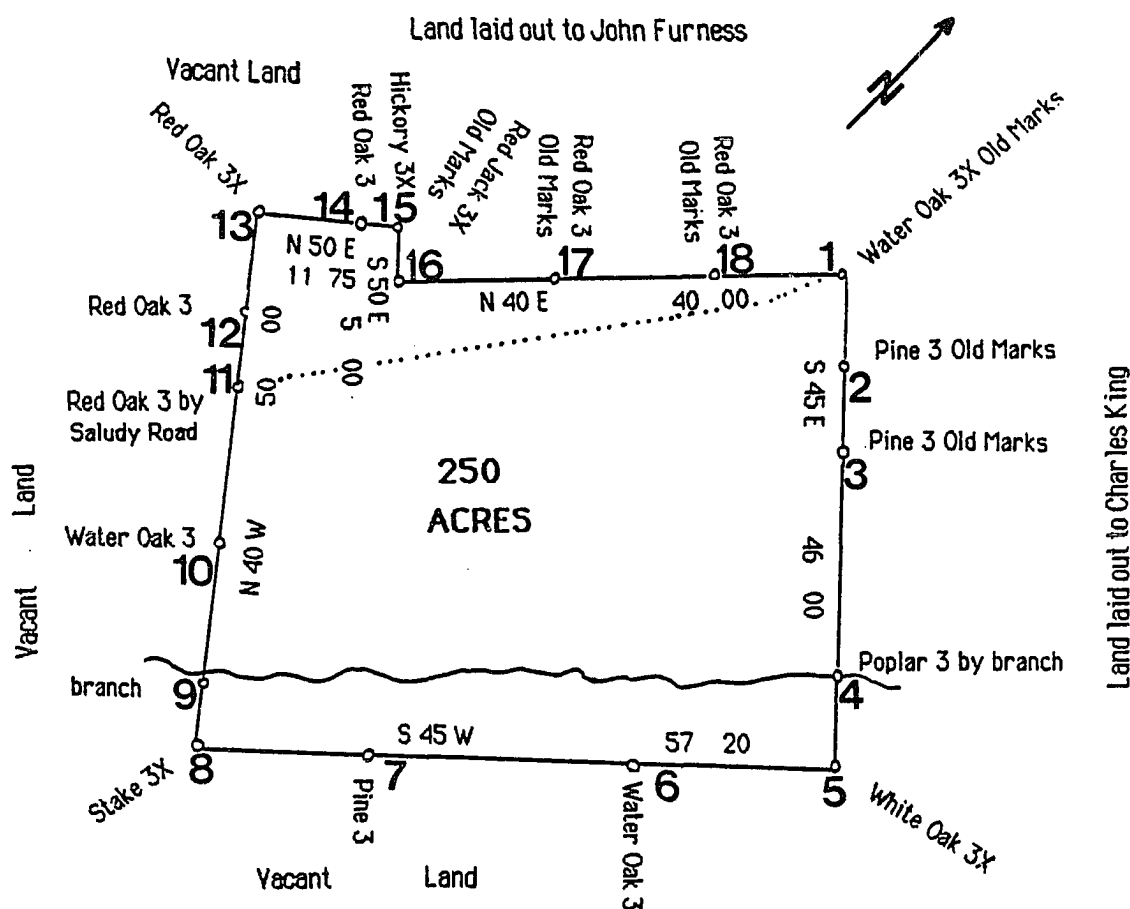 Land laid out to John Furness
Vacant Land
N
Red Oak 3X
Red Oak 3
Hickory 3X
Red Jack 3X
Old Marks
Red Oak 3
Old Marks
Red Oak 3
Old Marks
Water Oak 3X Old Marks
13
14
15
16
17
18
1
N 50 E
11 75
S 50 E
5 00
N 40 E
40 00
Red Oak 3
12
11
Red Oak 3 by
Saludy Road
50 00
N 40 W
Pine 3 Old Marks
2
S 45 E
Pine 3 Old Marks
3
46 00
250
ACRES
Land laid out to Charles King
Vacant Land
Water Oak 3
10
branch
9
Poplar 3 by branch
4
S 45 W
57 20
8
7
6
5
Stake 3X
Pine 3
Water Oak 3
White Oak 3X
Vacant Land